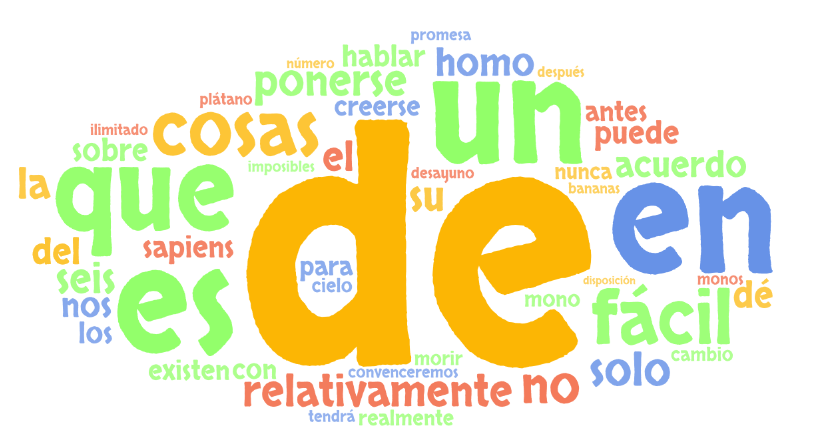 promesa
hablar
homo
número
después
ponerse
plátano
creerse
un
antes
cosas
puede
ilimitado
sobre
imposibles
el
desayuno
nunca
acuerdo
la
que
su
bananas
de
en
del
sapiens
seis
para
cielo
disposición
monos
nos
es
mono
fácil
dé
los
morir
cambio
existen
con
convenceremos
solo
relativamente
no
tendrá
realmente